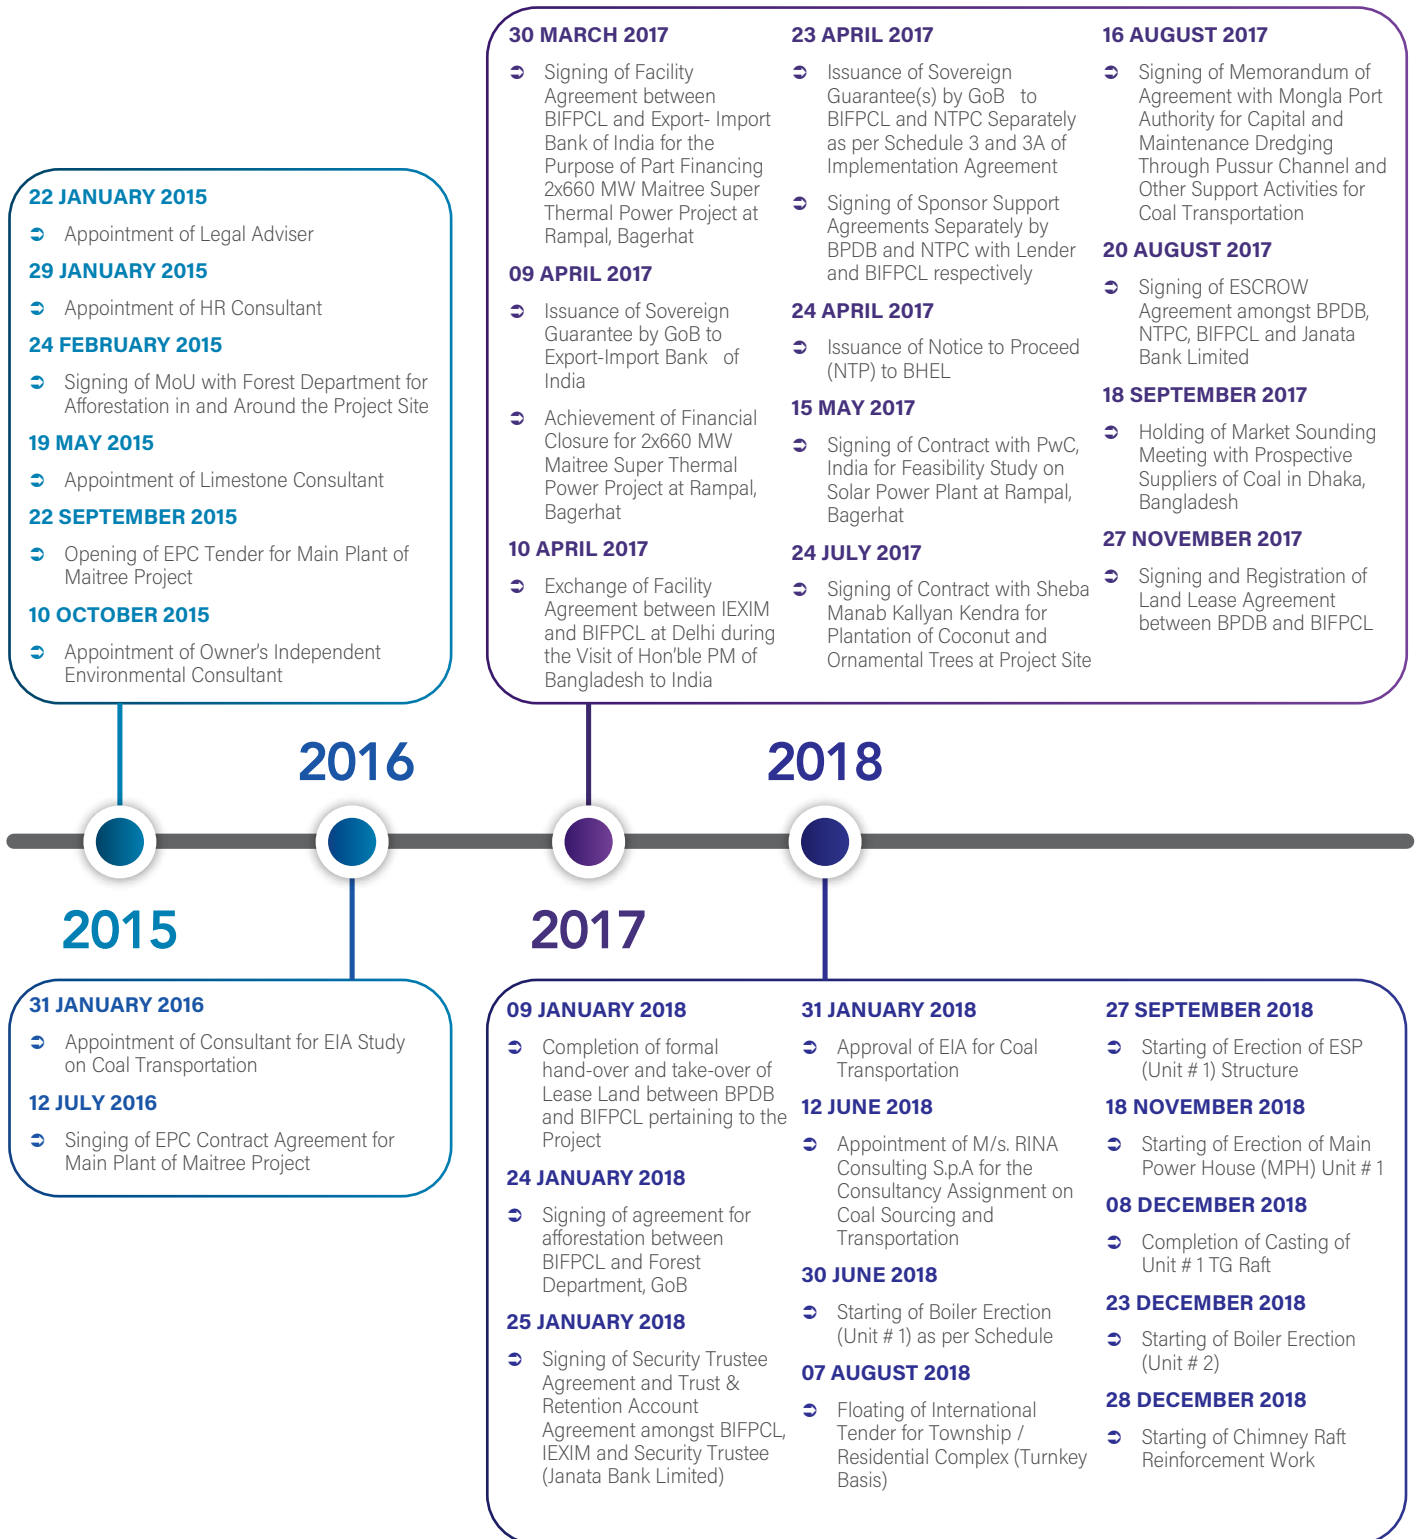 22 JANUARY 2015
Appointment of Legal Adviser
29 JANUARY 2015
Appointment of HR Consultant
24 FEBRUARY 2015
Signing of MoU with Forest Department for
Afforestation in and Around the Project Site
19 MAY 2015
Appointment of Limestone Consultant
22 SEPTEMBER 2015
Opening of EPC Tender for Main Plant of
Maitree Project
10 OCTOBER 2015
Appointment of Owner's Independent
Environmental Consultant
30 MARCH 2017
Signing of Facility
Agreement between
BIFPCL and Export- Import
Bank of India for the
Purpose of Part Financing
2x660 MW Maitree Super
Thermal Power Project at
Rampal, Bagerhat
09 APRIL 2017
Issuance of Sovereign
Guarantee by GoB to
Export-Import Bank of
India
Achievement of Financial
Closure for 2x660 MW
Maitree Super Thermal
Power Project at Rampal,
Bagerhat
10 APRIL 2017
Exchange of Facility
Agreement between IEXIM
and BIFPCL at Delhi during
the Visit of Hon'ble PM of
Bangladesh to India
23 APRIL 2017
Issuance of Sovereign
Guarantee(s) by GoB to
BIFPCL and NTPC Separately
as per Schedule 3 and 3A of
Implementation Agreement
Signing of Sponsor Support
Agreements Separately by
BPDB and NTPC with Lender
and BIFPCL respectively
24 APRIL 2017
Issuance of Notice to Proceed
(NTP) to BHEL
15 MAY 2017
Signing of Contract with PwC,
India for Feasibility Study on
Solar Power Plant at Rampal,
Bagerhat
24 JULY 2017
Signing of Contract with Sheba
Manab Kallyan Kendra for
Plantation of Coconut and
Ornamental Trees at Project Site
16 AUGUST 2017
Signing of Memorandum of
Agreement with Mongla Port
Authority for Capital and
Maintenance Dredging
Through Pussur Channel and
Other Support Activities for
Coal Transportation
20 AUGUST 2017
Signing of ESCROW
Agreement amongst BPDB,
NTPC, BIFPCL and Janata
Bank Limited
18 SEPTEMBER 2017
Holding of Market Sounding
Meeting with Prospective
Suppliers of Coal in Dhaka,
Bangladesh
27 NOVEMBER 2017
Signing and Registration of
Land Lease Agreement
between BPDB and BIFPCL
2016
2018
2015
2017
31 JANUARY 2016
Appointment of Consultant for EIA Study
on Coal Transportation
12 JULY 2016
Singing of EPC Contract Agreement for
Main Plant of Maitree Project
09 JANUARY 2018
Completion of formal
hand-over and take-over of
Lease Land between BPDB
and BIFPCL pertaining to the
Project
24 JANUARY 2018
Signing of agreement for
afforestation between
BIFPCL and Forest
Department, GoB
25 JANUARY 2018
Signing of Security Trustee
Agreement and Trust &
Retention Account
Agreement amongst BIFPCL,
IEXIM and Security Trustee
(Janata Bank Limited)
31 JANUARY 2018
Approval of EIA for Coal
Transportation
12 JUNE 2018
Appointment of M/s. RINA
Consulting S.p.A for the
Consultancy Assignment on
Coal Sourcing and
Transportation
30 JUNE 2018
Starting of Boiler Erection
(Unit # 1) as per Schedule
07 AUGUST 2018
Floating of International
Tender for Township /
Residential Complex (Turnkey
Basis)
27 SEPTEMBER 2018
Starting of Erection of ESP
(Unit # 1) Structure
18 NOVEMBER 2018
Starting of Erection of Main
Power House (MPH) Unit # 1
08 DECEMBER 2018
Completion of Casting of
Unit # 1 TG Raft
23 DECEMBER 2018
Starting of Boiler Erection
(Unit # 2)
28 DECEMBER 2018
Starting of Chimney Raft
Reinforcement Work